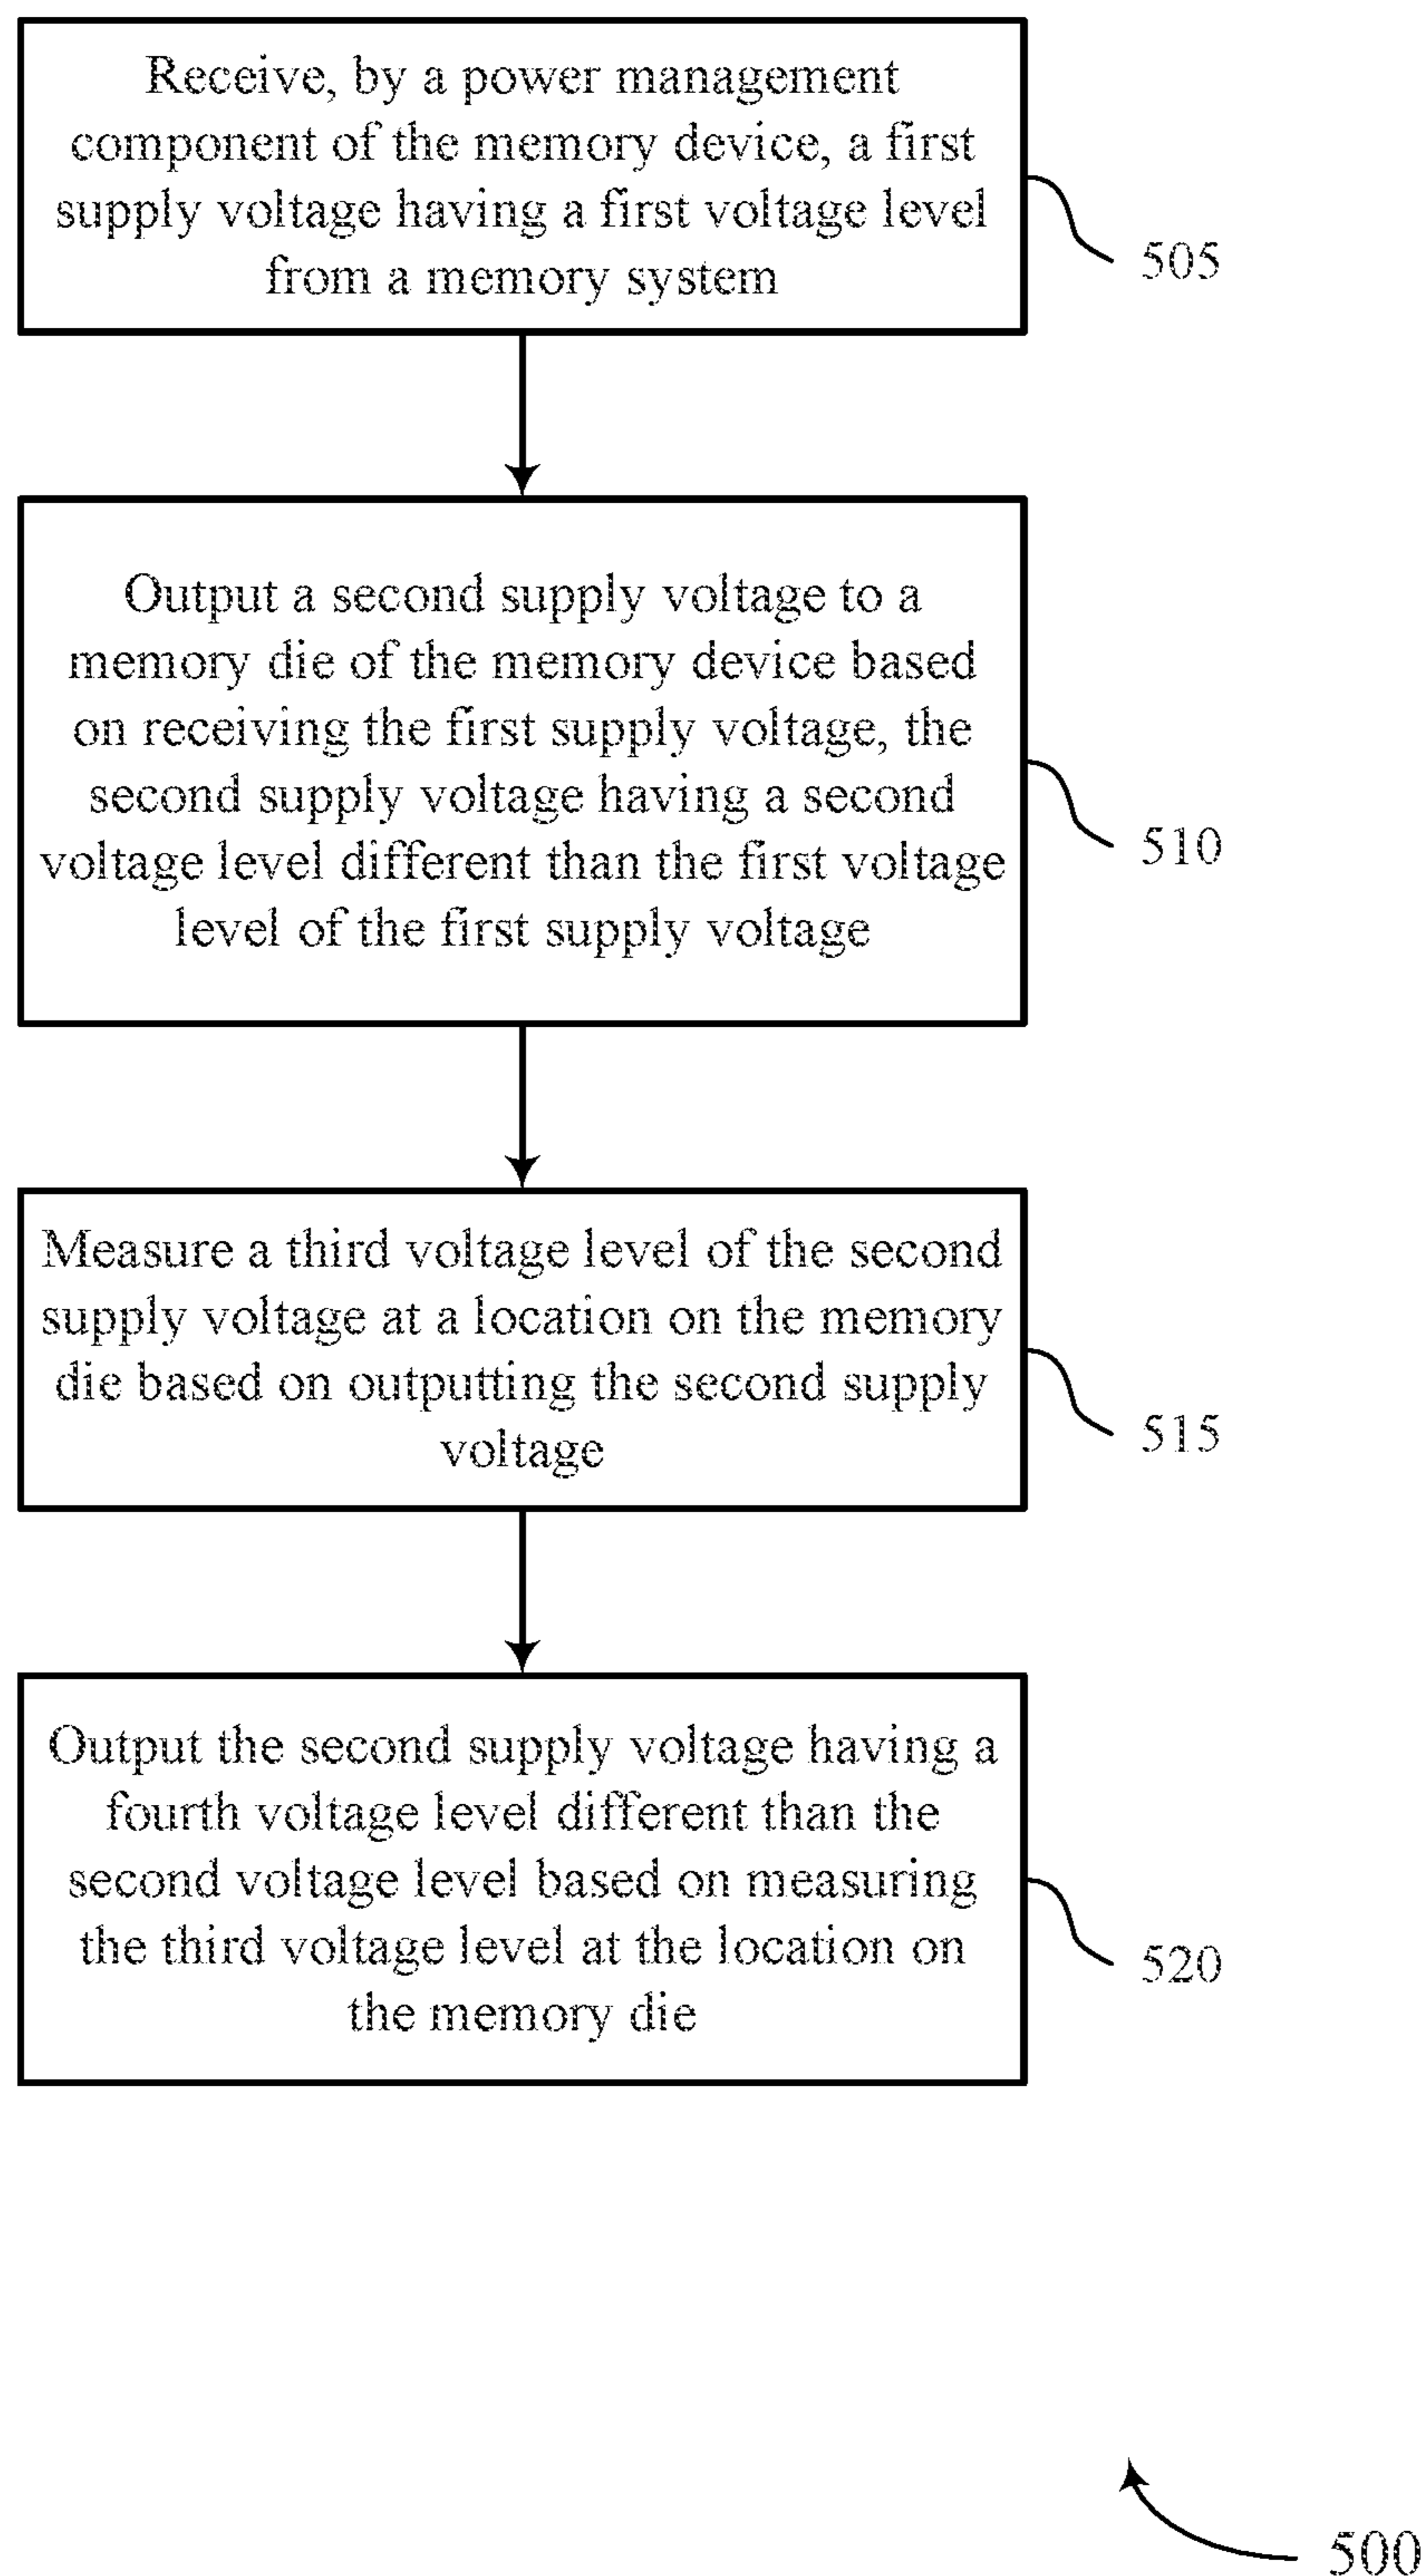 Receive, by a power management
component of the memory device, a first
supply voltage having a first voltage level
from a memory system
505
Output a second supply voltage to a
memory die of the memory device based
on receiving the first supply voltage, the
second supply voltage having a second
voltage level different than the first voltage
level of the first supply voltage
510
Measure a third voltage level of the second
supply voltage at a location on the memory
die based on outputting the second supply
voltage
515
Output the second supply voltage having a
fourth voltage level different than the
second voltage level based on measuring
the third voltage level at the location on
the memory die
520
500